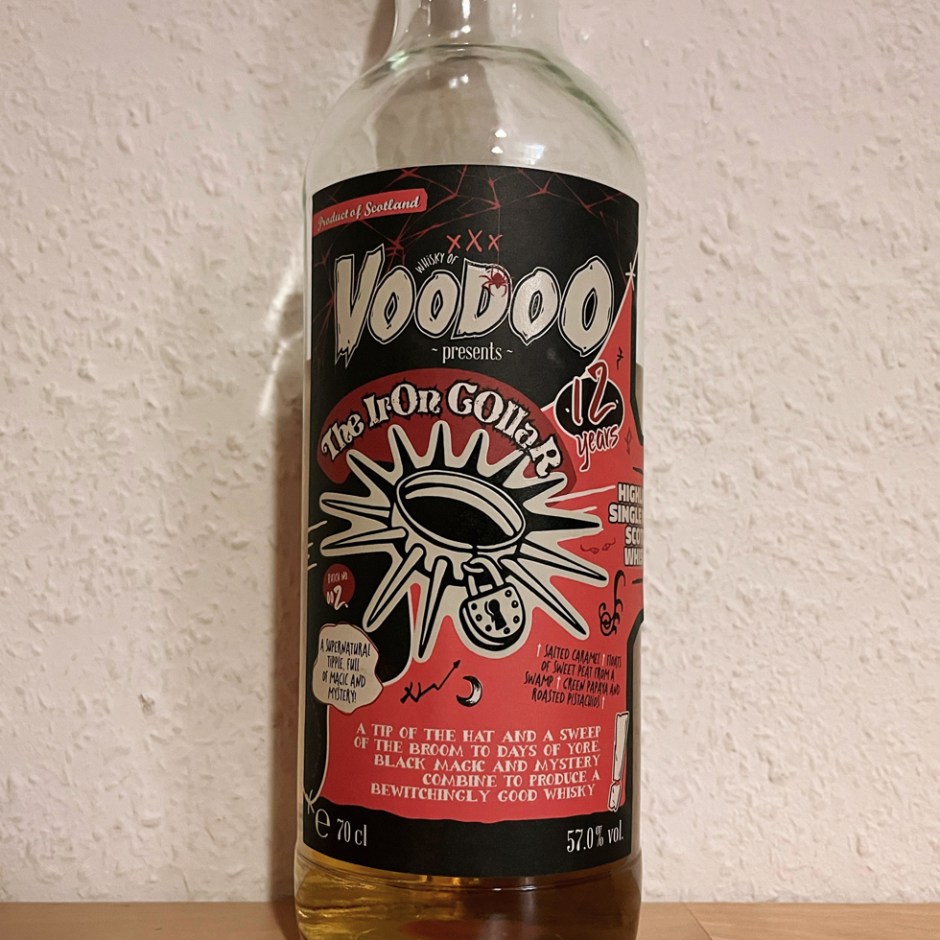 Product of Scotland
XXX
WHISKY OF
VOODOO
~ presents ~
The Iron Collar
12
years
HIGHL
SINGLE
SCOT
WHIS
BATCH NO
002
A SUPERNATURAL
TIPPLE, FULL
OF MAGIC AND
MYSTERY!
SALTED CARAMEL
OF SWEET PEAT FROM A
SWAMP GREEN PAPAYA AND
ROASTED PISTACHIOS
A TIP OF THE HAT AND A SWEEP
OF THE BROOM TO DAYS OF YORE.
BLACK MAGIC AND MYSTERY
COMBINE TO PRODUCE A
BEWITCHINGLY GOOD WHISKY
e 70 cl
57.0% vol.